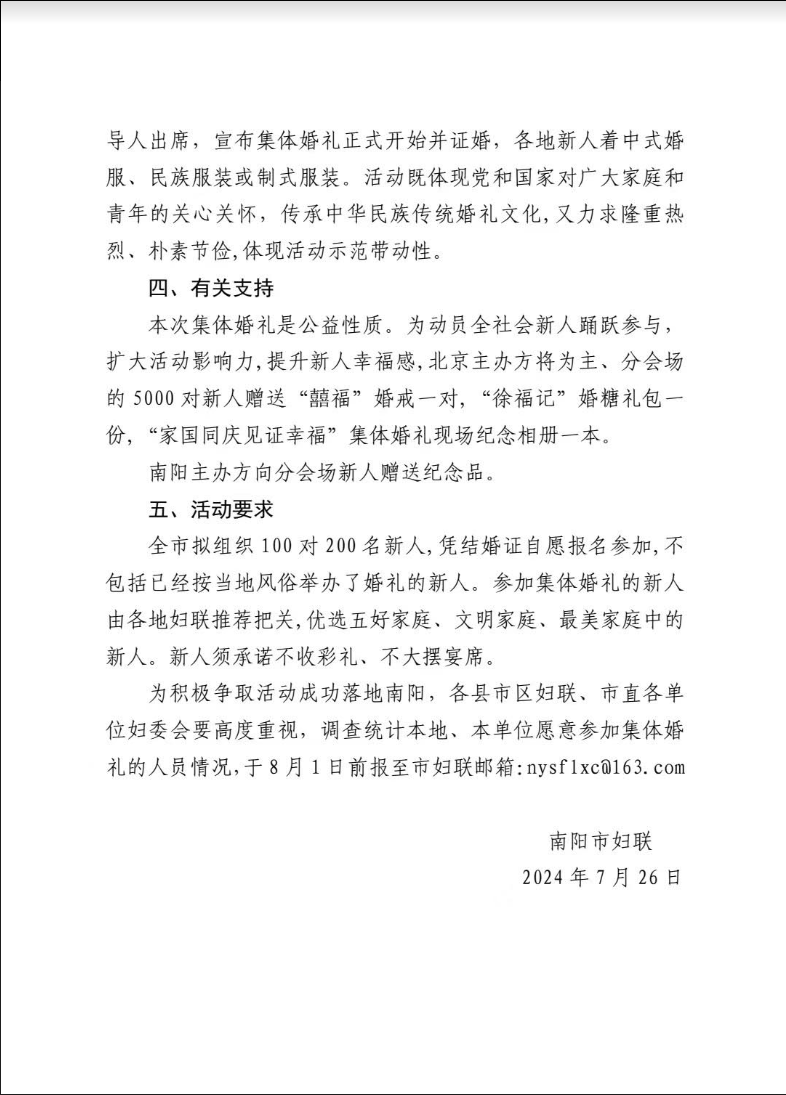 导人出席，宣布集体婚礼正式开始并证婚，各地新人着中式婚
服、民族服装或制式服装。活动既体现党和国家对广大家庭和
青年的关心关怀，传承中华民族传统婚礼文化,又力求隆重热
烈、朴素节俭,体现活动示范带动性。
四、有关支持
本次集体婚礼是公益性质。为动员全社会新人踊跃参与，
扩大活动影响力,提升新人幸福感,北京主办方将为主、分会场
的 5000 对新人赠送“囍福”婚戒一对，“徐福记”婚糖礼包一
份，“家国同庆见证幸福”集体婚礼现场纪念相册一本。
南阳主办方向分会场新人赠送纪念品。
五、活动要求
全市拟组织 100 对 200 名新人,凭结婚证自愿报名参加,不
包括已经按当地风俗举办了婚礼的新人。参加集体婚礼的新人
由各地妇联推荐把关,优选五好家庭、文明家庭、最美家庭中的
新人。新人须承诺不收彩礼、不大摆宴席。
为积极争取活动成功落地南阳，各县市区妇联、市直各单
位妇委会要高度重视，调查统计本地、本单位愿意参加集体婚
礼的人员情况,于 8 月 1 日前报至市妇联邮箱:nysflxc@163.com
南阳市妇联
2024 年 7 月 26 日